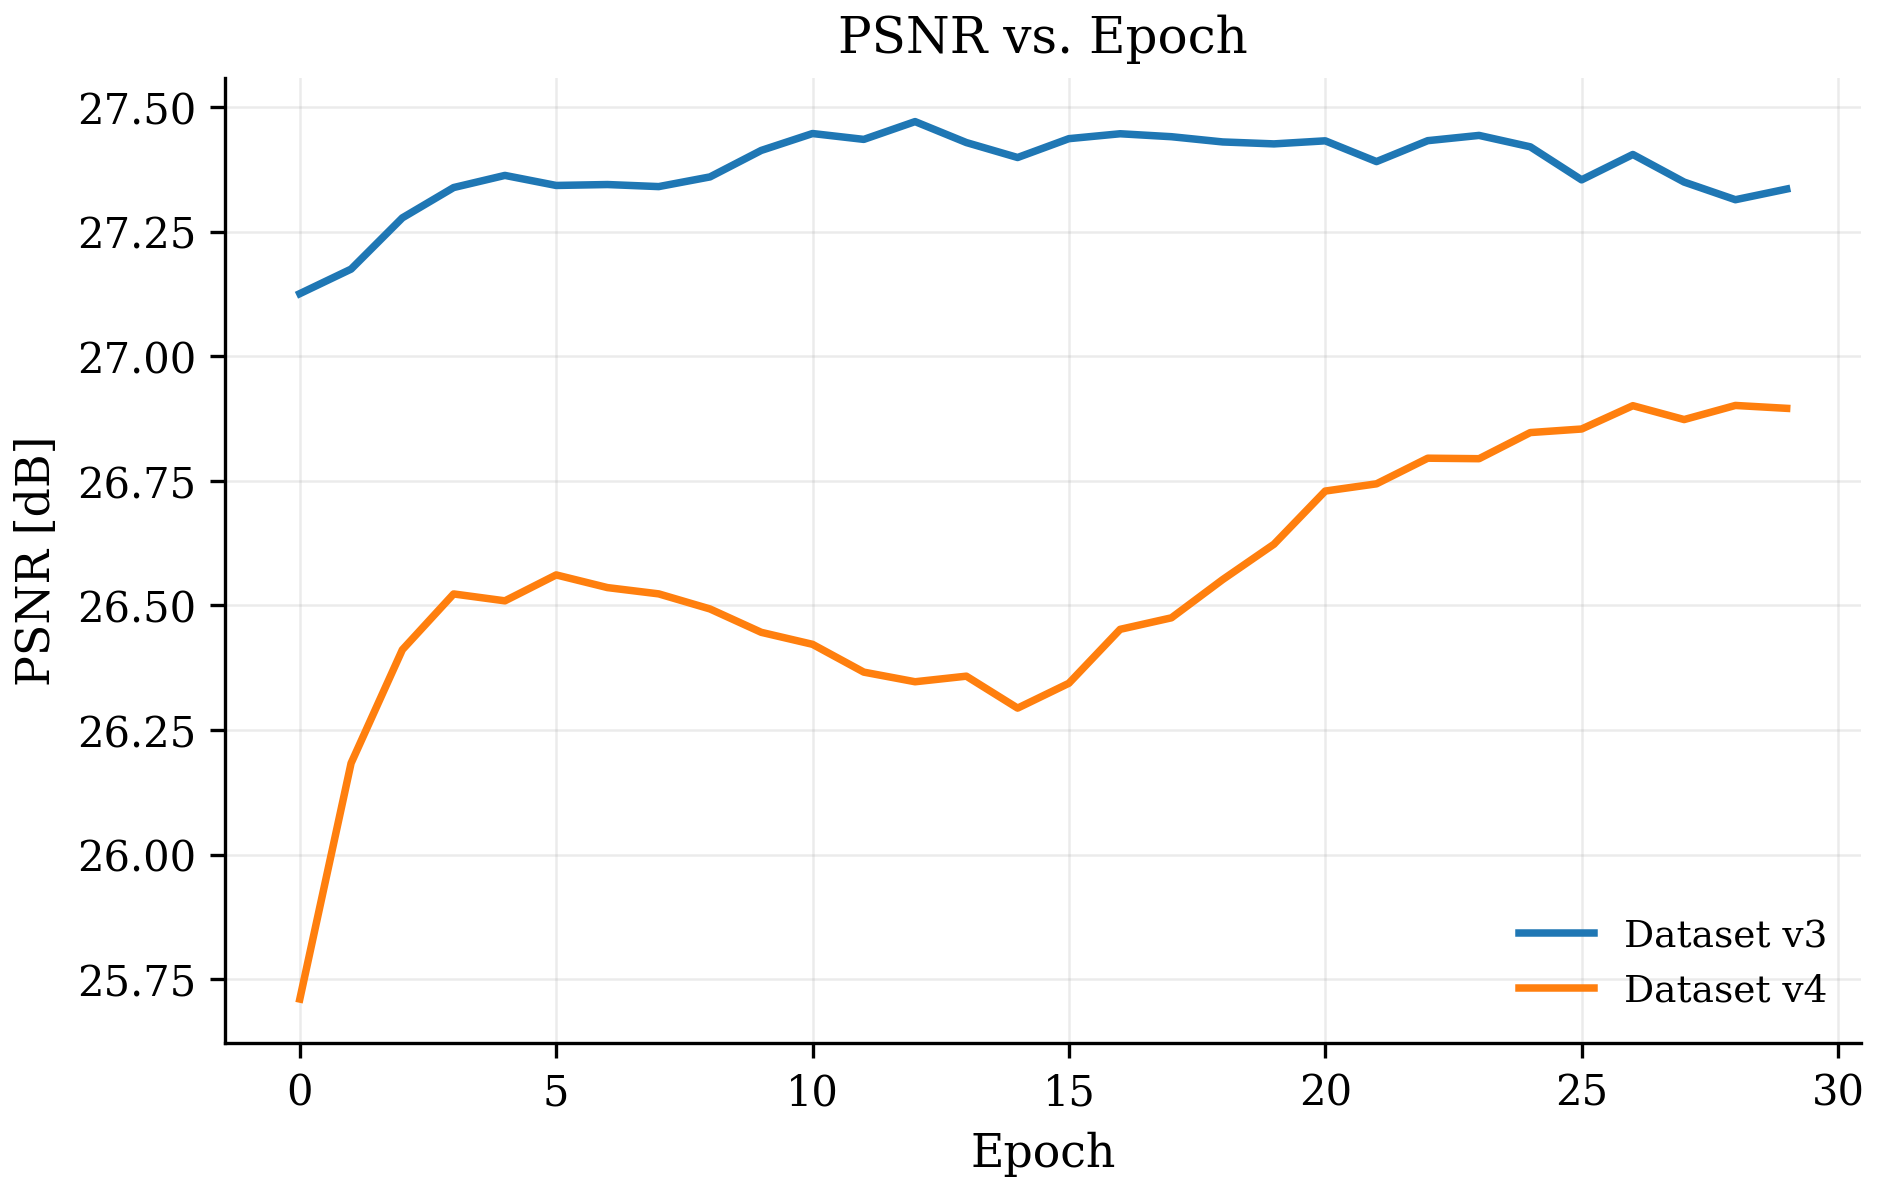 PSNR vs. Epoch
PSNR [dB]
27.50
27.25
27.00
26.75
26.50
26.25
26.00
25.75
Dataset v3
Dataset v4
0 5 10 15 20 25 30
Epoch